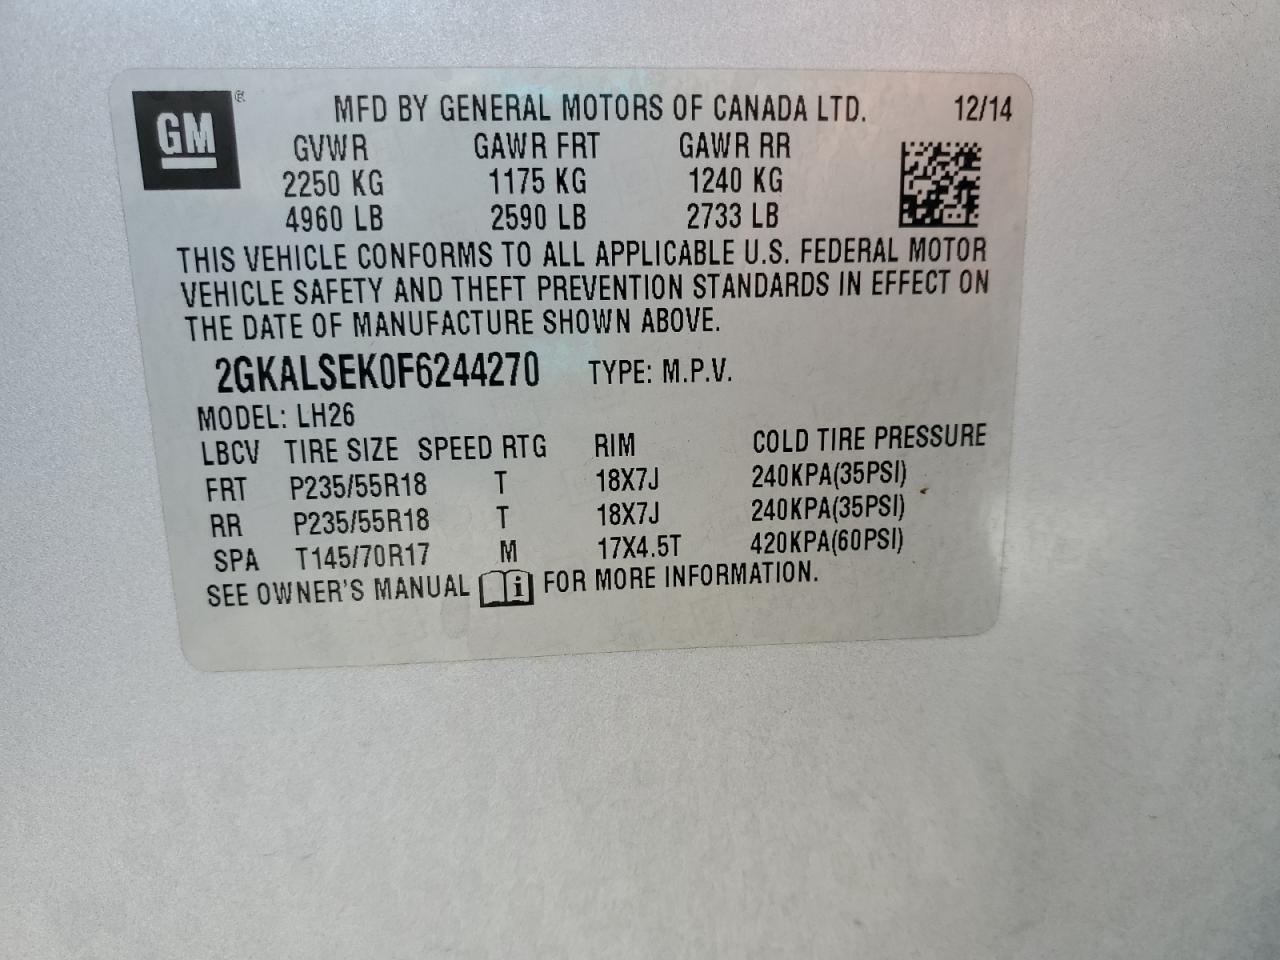 GM ®
MFD BY GENERAL MOTORS OF CANADA LTD. 12/14
GVWR GAWR FRT GAWR RR
2250 KG 1175 KG 1240 KG
4960 LB 2590 LB 2733 LB
THIS VEHICLE CONFORMS TO ALL APPLICABLE U.S. FEDERAL MOTOR
VEHICLE SAFETY AND THEFT PREVENTION STANDARDS IN EFFECT ON
THE DATE OF MANUFACTURE SHOWN ABOVE.
2GKALSEK0F6244270 TYPE: M.P.V.
MODEL: LH26
LBCV TIRE SIZE SPEED RTG RIM COLD TIRE PRESSURE
FRT P235/55R18 T 18X7J 240KPA(35PSI)
RR P235/55R18 T 18X7J 240KPA(35PSI)
SPA T145/70R17 M 17X4.5T 420KPA(60PSI)
SEE OWNER'S MANUAL i FOR MORE INFORMATION.